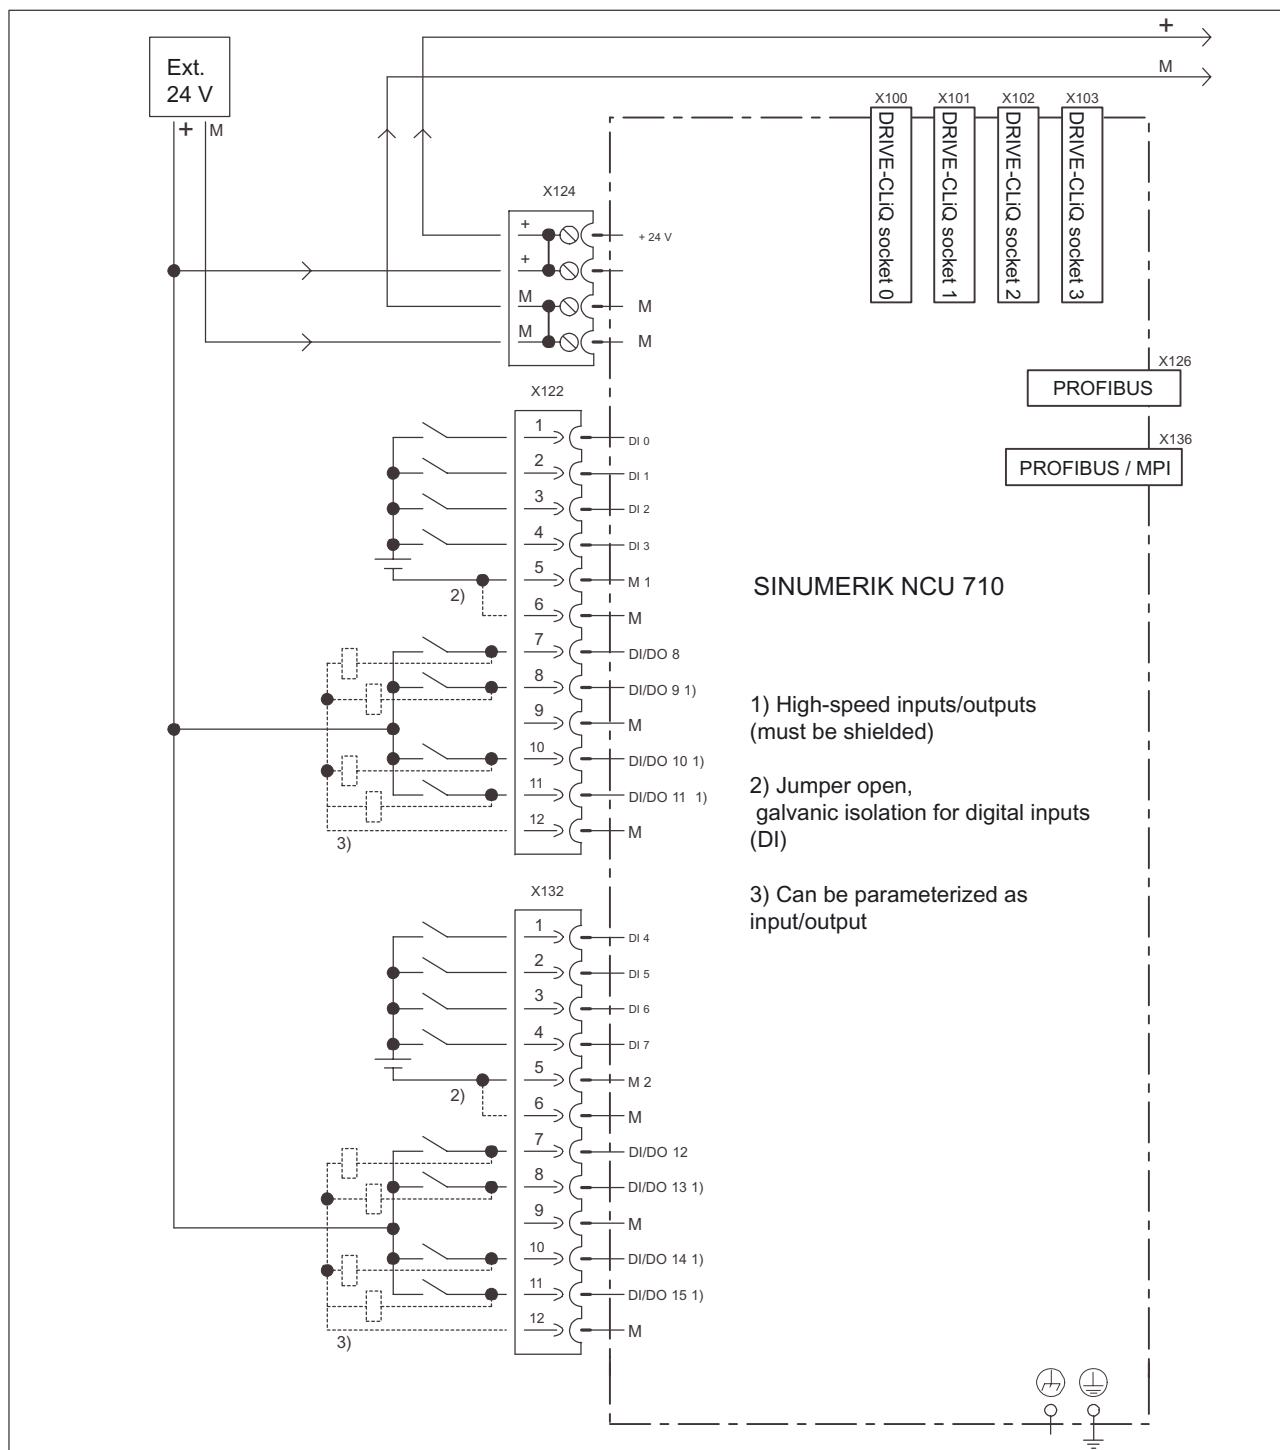 +
M
Ext.
24 V
+ M
X100 X101 X102 X103
DRIVE-CLiQ socket 0
DRIVE-CLiQ socket 1
DRIVE-CLiQ socket 2
DRIVE-CLiQ socket 3
X124
+ + 24 V
+
M M
M M
X126
PROFIBUS
X136
PROFIBUS / MPI
X122
1 DI 0
2 DI 1
3 DI 2
4 DI 3
5 M 1
2)
6 M
7 DI/DO 8
8 DI/DO 9 1)
9 M
10 DI/DO 10 1)
11 DI/DO 11 1)
12 M
3)
SINUMERIK NCU 710
1) High-speed inputs/outputs
(must be shielded)
2) Jumper open,
galvanic isolation for digital inputs
(DI)
3) Can be parameterized as
input/output
X132
1 DI 4
2 DI 5
3 DI 6
4 DI 7
5 M 2
2)
6 M
7 DI/DO 12
8 DI/DO 13 1)
9 M
10 DI/DO 14 1)
11 DI/DO 15 1)
12 M
3)